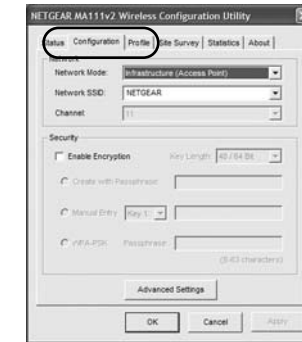 NETGEAR MA111v2 Wireless Configuration Utility
Status Configuration Profile Site Survey Statistics About
Network
Network Mode: Infrastructure (Access Point)
Network SSID: NETGEAR
Channel 11
Security
Enable Encryption Key Length: 40 / 64 Bit
Create with Passphrase:
Manual Entry Key 1:
WPA-PSK Passphrase:
(8-63 characters)
Advanced Settings
OK Cancel Apply